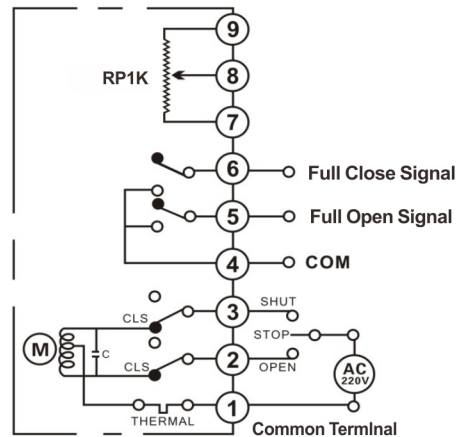 9
RP1K
8
7
6 Full Close Signal
5 Full Open Signal
4 COM
CLS 3 SHUT
STOP
M C
CLS 2 OPEN
AC
220V
THERMAL 1 Common TermInal